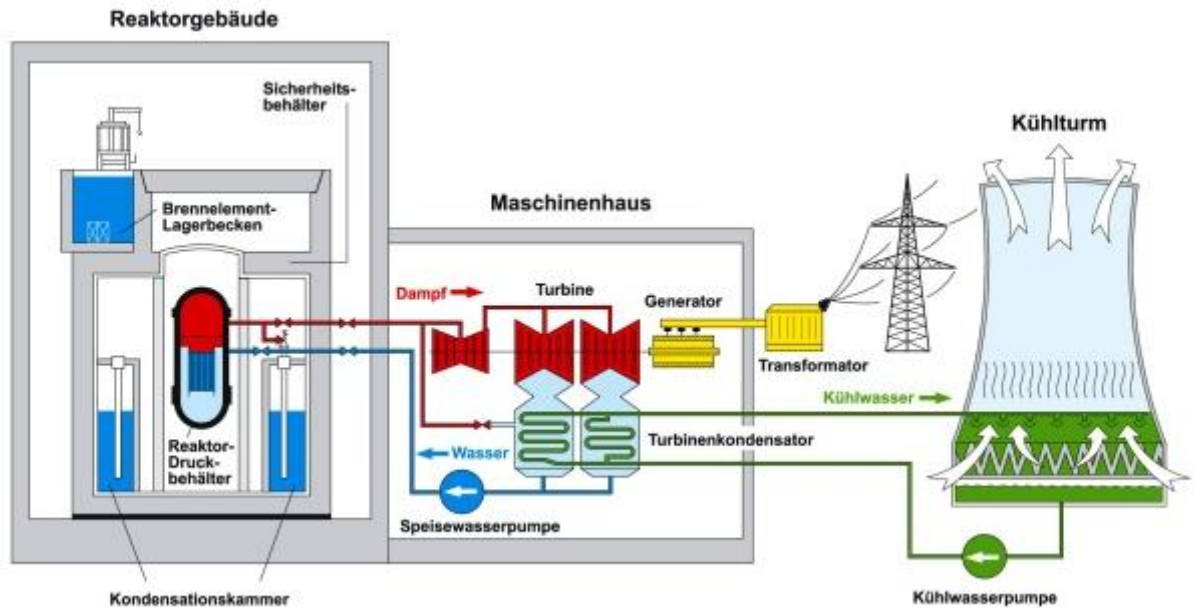 Reaktorgebäude
Sicherheits-
behälter
Kühlturm
Brennelement-
Lagerbecken
Maschinenhaus
Dampf
Turbine
Generator
Transformator
Kühlwasser
Turbinenkondensator
Wasser
Reaktor-
Druck-
behälter
Speisewasserpumpe
Kondensationskammer
Kühlwasserpumpe